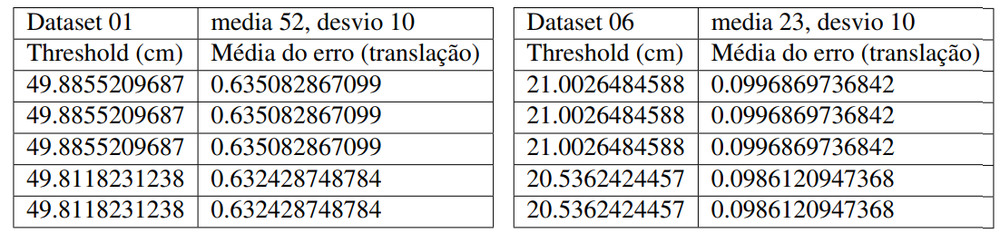 Dataset 01 media 52, desvio 10
Threshold (cm) Média do erro (translação)
49.8855209687 0.635082867099
49.8855209687 0.635082867099
49.8855209687 0.635082867099
49.8118231238 0.632428748784
49.8118231238 0.632428748784
Dataset 06 media 23, desvio 10
Threshold (cm) Média do erro (translação)
21.0026484588 0.0996869736842
21.0026484588 0.0996869736842
21.0026484588 0.0996869736842
20.5362424457 0.0986120947368
20.5362424457 0.0986120947368